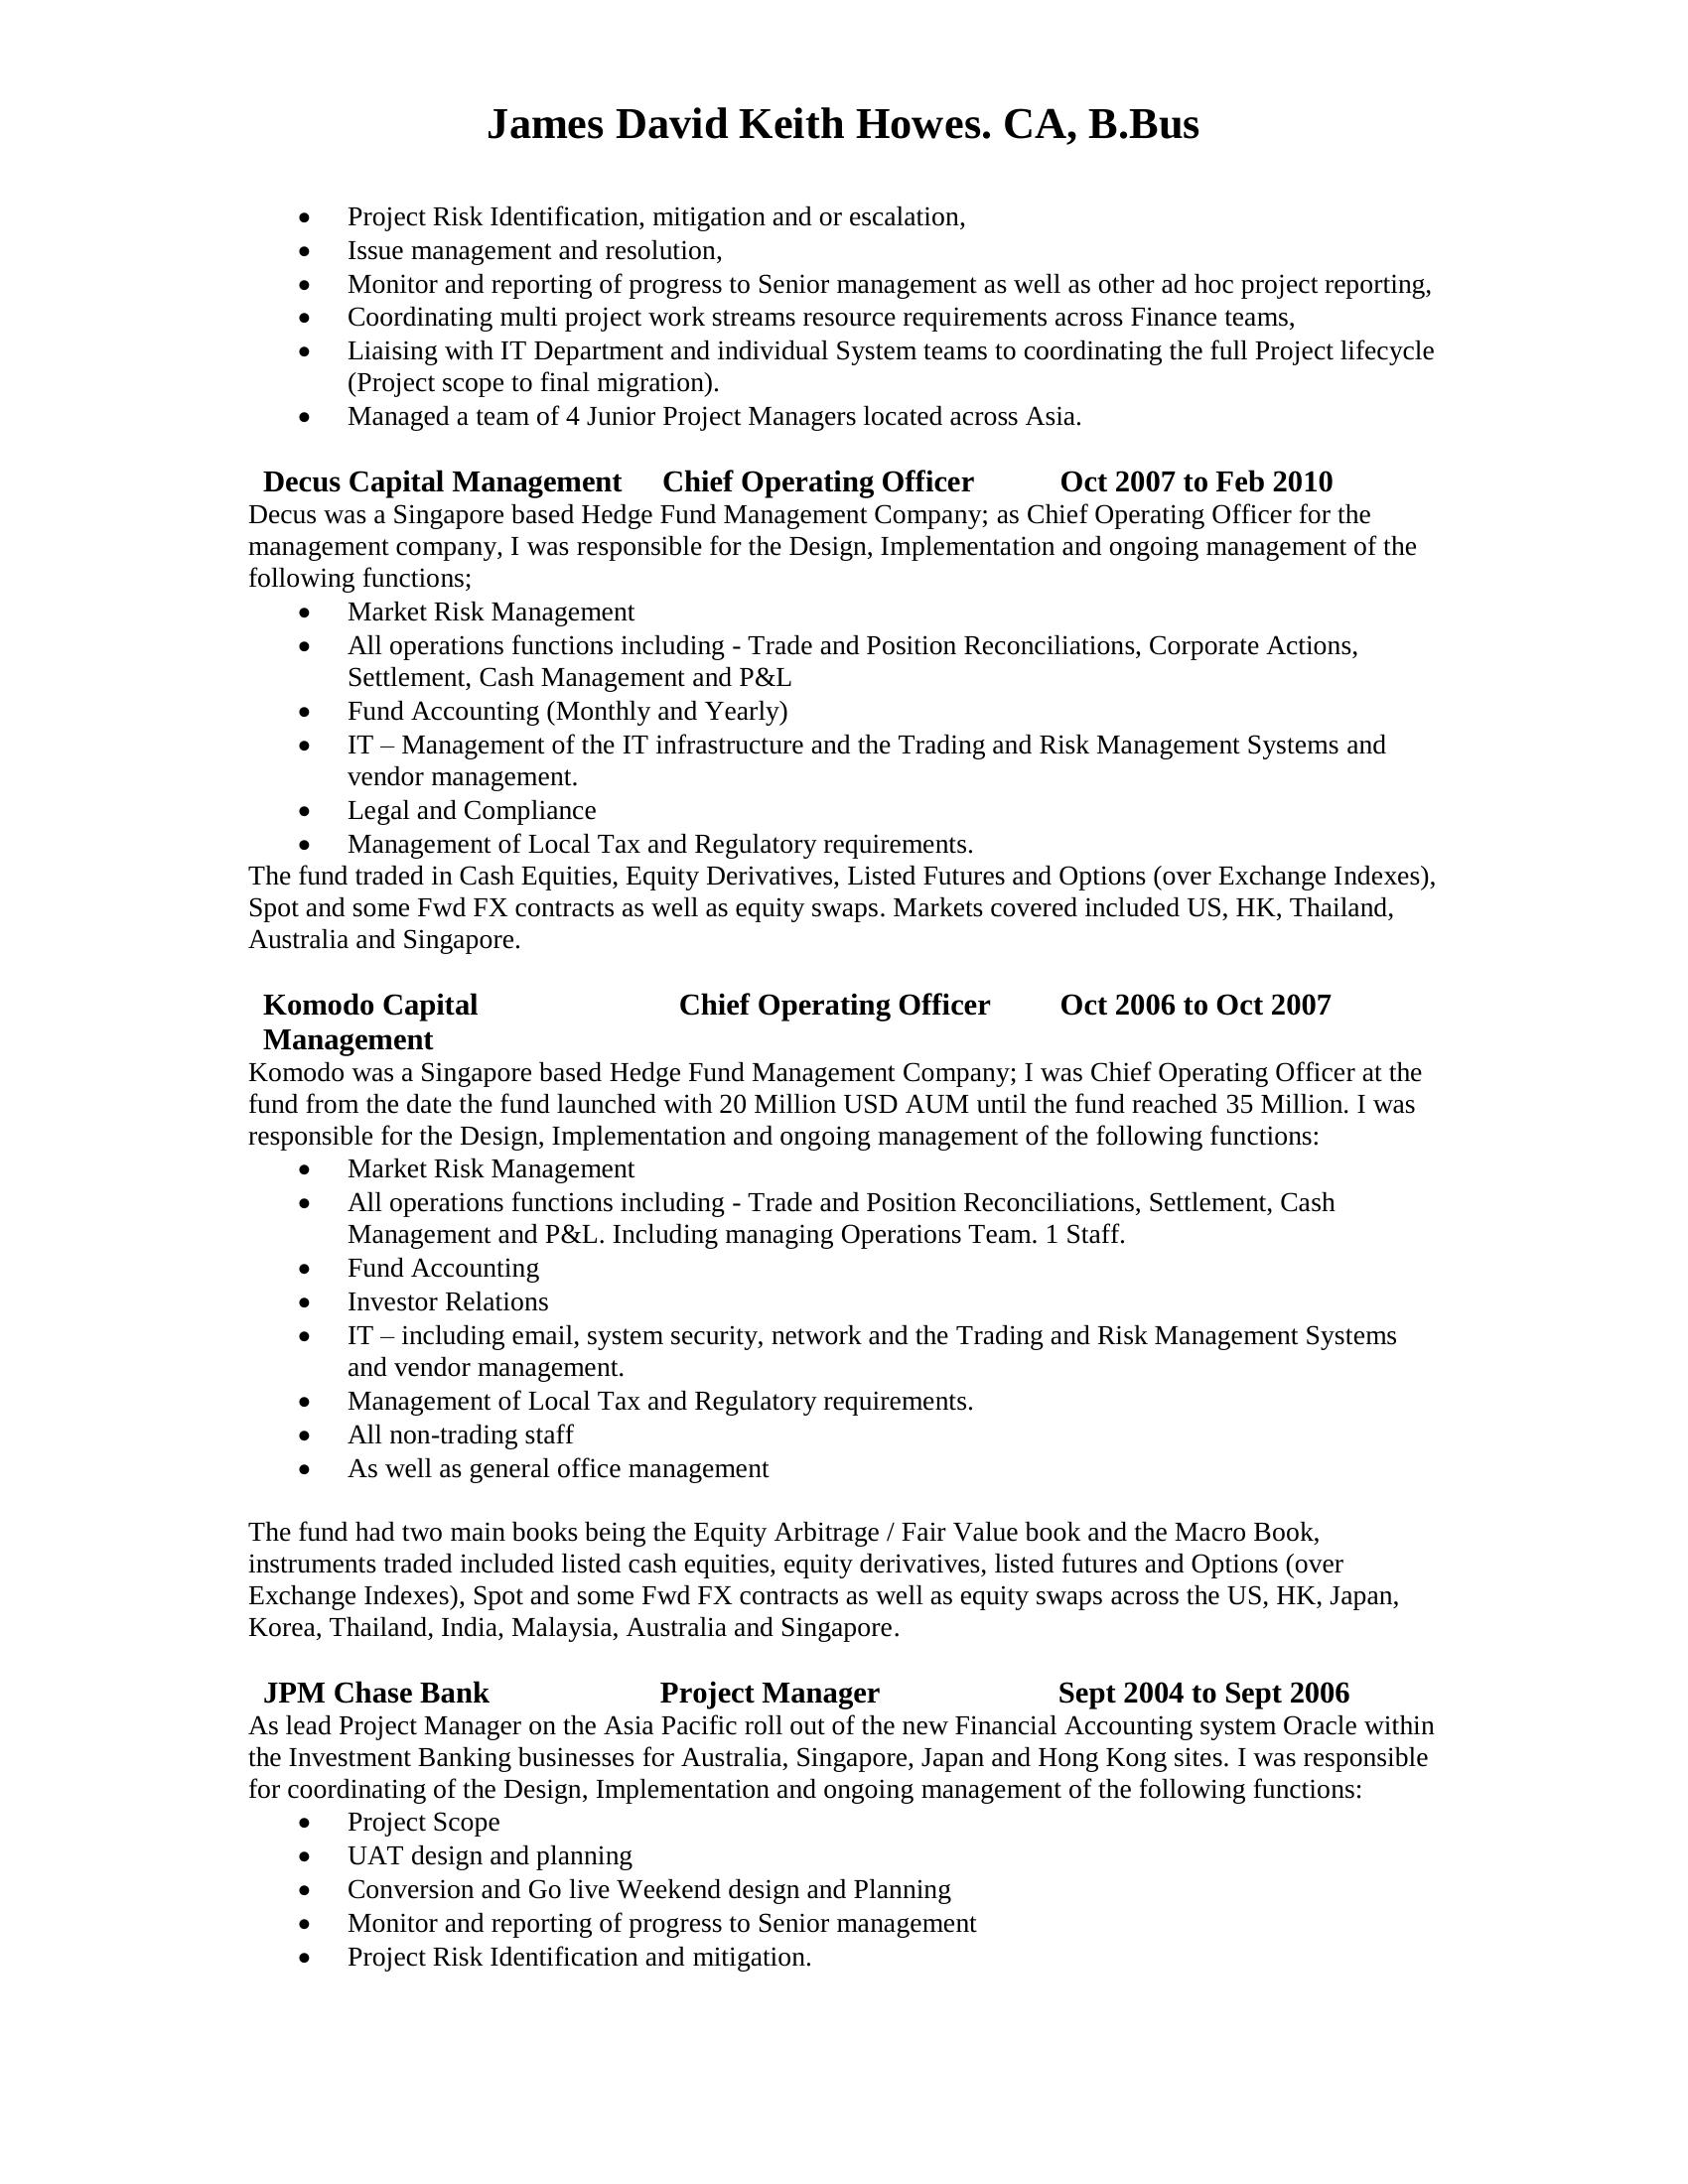 James David Keith Howes. CA, B.Bus
• Project Risk Identification, mitigation and or escalation,
• Issue management and resolution,
• Monitor and reporting of progress to Senior management as well as other ad hoc project reporting,
• Coordinating multi project work streams resource requirements across Finance teams,
• Liaising with IT Department and individual System teams to coordinating the full Project lifecycle
(Project scope to final migration).
• Managed a team of 4 Junior Project Managers located across Asia.
Decus Capital Management Chief Operating Officer Oct 2007 to Feb 2010
Decus was a Singapore based Hedge Fund Management Company; as Chief Operating Officer for the
management company, I was responsible for the Design, Implementation and ongoing management of the
following functions;
• Market Risk Management
• All operations functions including - Trade and Position Reconciliations, Corporate Actions,
Settlement, Cash Management and P&L
• Fund Accounting (Monthly and Yearly)
• IT – Management of the IT infrastructure and the Trading and Risk Management Systems and
vendor management.
• Legal and Compliance
• Management of Local Tax and Regulatory requirements.
The fund traded in Cash Equities, Equity Derivatives, Listed Futures and Options (over Exchange Indexes),
Spot and some Fwd FX contracts as well as equity swaps. Markets covered included US, HK, Thailand,
Australia and Singapore.
Komodo Capital Chief Operating Officer Oct 2006 to Oct 2007
Management
Komodo was a Singapore based Hedge Fund Management Company; I was Chief Operating Officer at the
fund from the date the fund launched with 20 Million USD AUM until the fund reached 35 Million. I was
responsible for the Design, Implementation and ongoing management of the following functions:
• Market Risk Management
• All operations functions including - Trade and Position Reconciliations, Settlement, Cash
Management and P&L. Including managing Operations Team. 1 Staff.
• Fund Accounting
• Investor Relations
• IT – including email, system security, network and the Trading and Risk Management Systems
and vendor management.
• Management of Local Tax and Regulatory requirements.
• All non-trading staff
• As well as general office management
The fund had two main books being the Equity Arbitrage / Fair Value book and the Macro Book,
instruments traded included listed cash equities, equity derivatives, listed futures and Options (over
Exchange Indexes), Spot and some Fwd FX contracts as well as equity swaps across the US, HK, Japan,
Korea, Thailand, India, Malaysia, Australia and Singapore.
JPM Chase Bank Project Manager Sept 2004 to Sept 2006
As lead Project Manager on the Asia Pacific roll out of the new Financial Accounting system Oracle within
the Investment Banking businesses for Australia, Singapore, Japan and Hong Kong sites. I was responsible
for coordinating of the Design, Implementation and ongoing management of the following functions:
• Project Scope
• UAT design and planning
• Conversion and Go live Weekend design and Planning
• Monitor and reporting of progress to Senior management
• Project Risk Identification and mitigation.